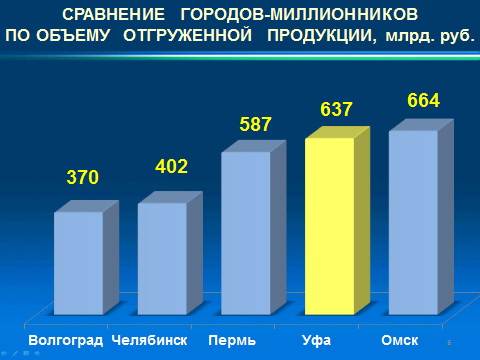 СРАВНЕНИЕ ГОРОДОВ-МИЛЛИОННИКОВ
ПО ОБЪЕМУ ОТГРУЖЕННОЙ ПРОДУКЦИИ, млрд. руб.
370
402
587
637
664
Волгоград
Челябинск
Пермь
Уфа
Омск